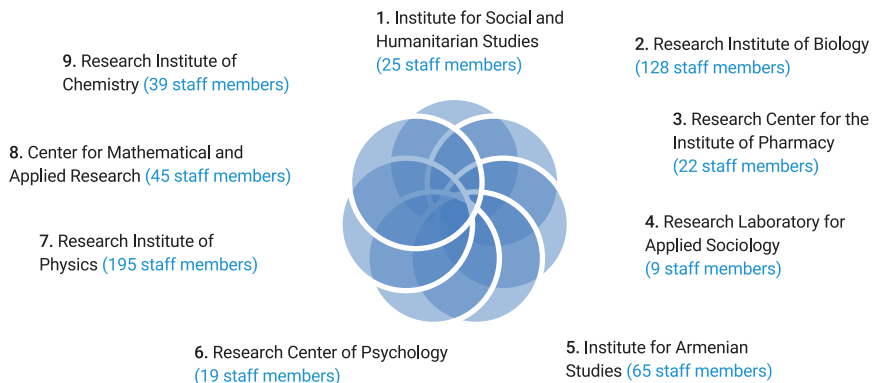 1. Institute for Social and
Humanitarian Studies
(25 staff members)
2. Research Institute of Biology
(128 staff members)
3. Research Center for the
Institute of Pharmacy
(22 staff members)
4. Research Laboratory for
Applied Sociology
(9 staff members)
5. Institute for Armenian
Studies (65 staff members)
6. Research Center of Psychology
(19 staff members)
7. Research Institute of
Physics (195 staff members)
8. Center for Mathematical and
Applied Research (45 staff members)
9. Research Institute of
Chemistry (39 staff members)